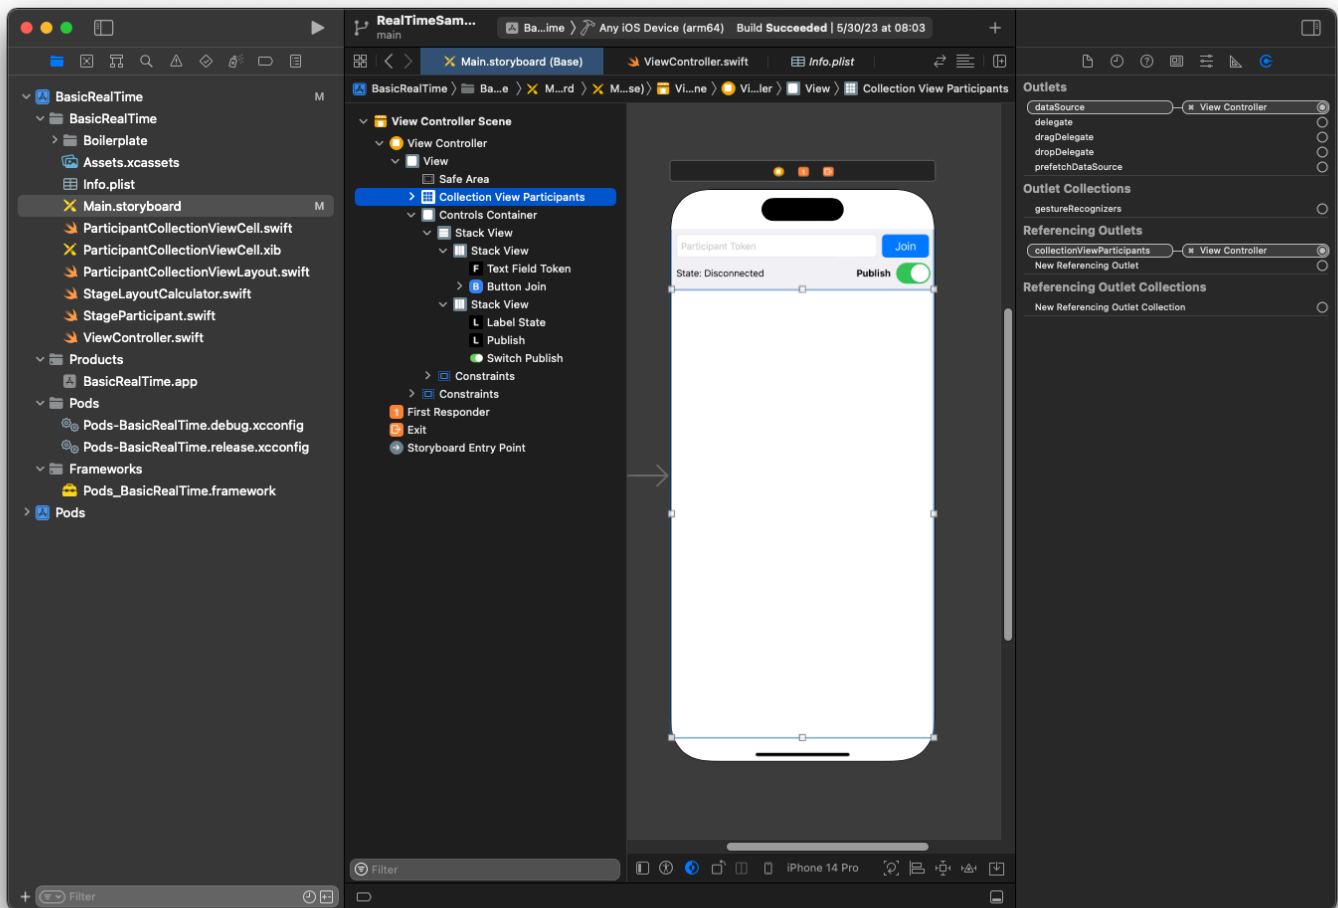 RealTimeSam...
main
Ba...ime 〉 Any iOS Device (arm64) Build Succeeded | 5/30/23 at 08:03
Main.storyboard (Base)
ViewController.swift
Info.plist
BasicRealTime 〉 Ba...e 〉 M...rd 〉 M...se) 〉 Vi...ne 〉 Vi...ler 〉 View 〉 Collection View Participants
BasicRealTime M
BasicRealTime
Boilerplate
Assets.xcassets
Info.plist
Main.storyboard M
ParticipantCollectionViewCell.swift
ParticipantCollectionViewCell.xib
ParticipantCollectionViewLayout.swift
StageLayoutCalculator.swift
StageParticipant.swift
ViewController.swift
Products
BasicRealTime.app
Pods
Pods-BasicRealTime.debug.xcconfig
Pods-BasicRealTime.release.xcconfig
Frameworks
Pods_BasicRealTime.framework
Pods
Filter
View Controller Scene
View Controller
View
Safe Area
Collection View Participants
Controls Container
Stack View
Stack View
F Text Field Token
B Button Join
Stack View
L Label State
L Publish
Switch Publish
Constraints
Constraints
1 First Responder
Exit
Storyboard Entry Point
Filter
1
Participant Token
Join
State: Disconnected
Publish
iPhone 14 Pro
Outlets
dataSource View Controller
delegate
dragDelegate
dropDelegate
prefetchDataSource
Outlet Collections
gestureRecognizers
Referencing Outlets
collectionViewParticipants View Controller
New Referencing Outlet
Referencing Outlet Collections
New Referencing Outlet Collection